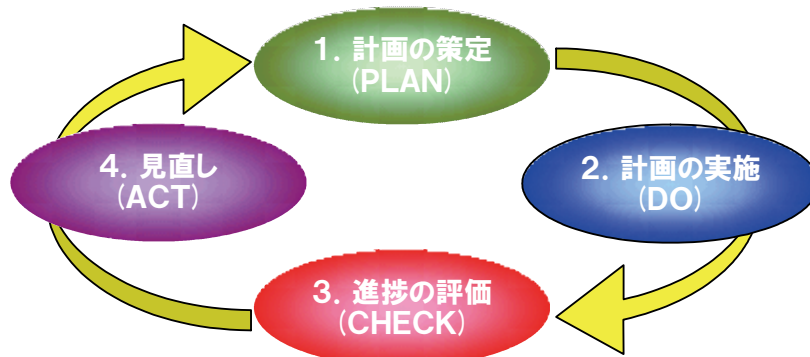 1. 計画の策定
(PLAN)
2. 計画の実施
(DO)
3. 進捗の評価
(CHECK)
4. 見直し
(ACT)